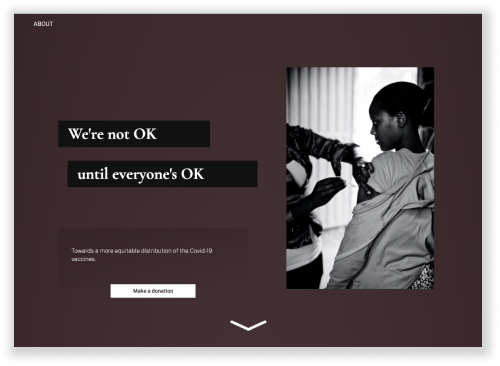 ABOUT
We're not OK
until everyone's OK
Towards a more equitable distribution of the Covid-19
vaccines.
Make a donation